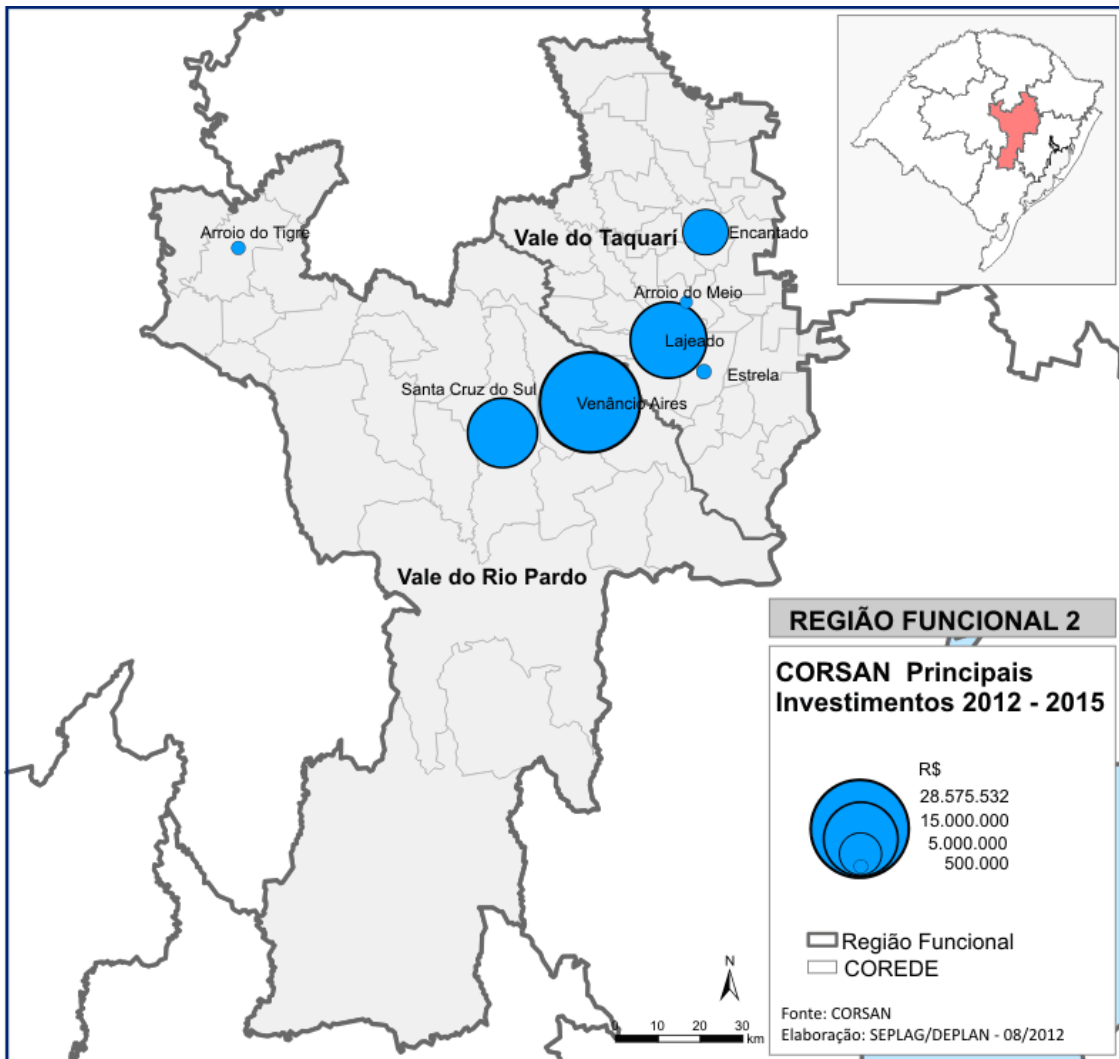 Arroio do Tigre
Vale do Taquarí
Encantado
Arroio do Meio
Lajeado
Estrela
Santa Cruz do Sul
Venâncio Aires
Vale do Rio Pardo
REGIÃO FUNCIONAL 2
CORSAN Principais
Investimentos 2012 - 2015
R$
28.575.532
15.000.000
5.000.000
500.000
Região Funcional
COREDE
Fonte: CORSAN
Elaboração: SEPLAG/DEPLAN - 08/2012
N
0 10 20 30
km